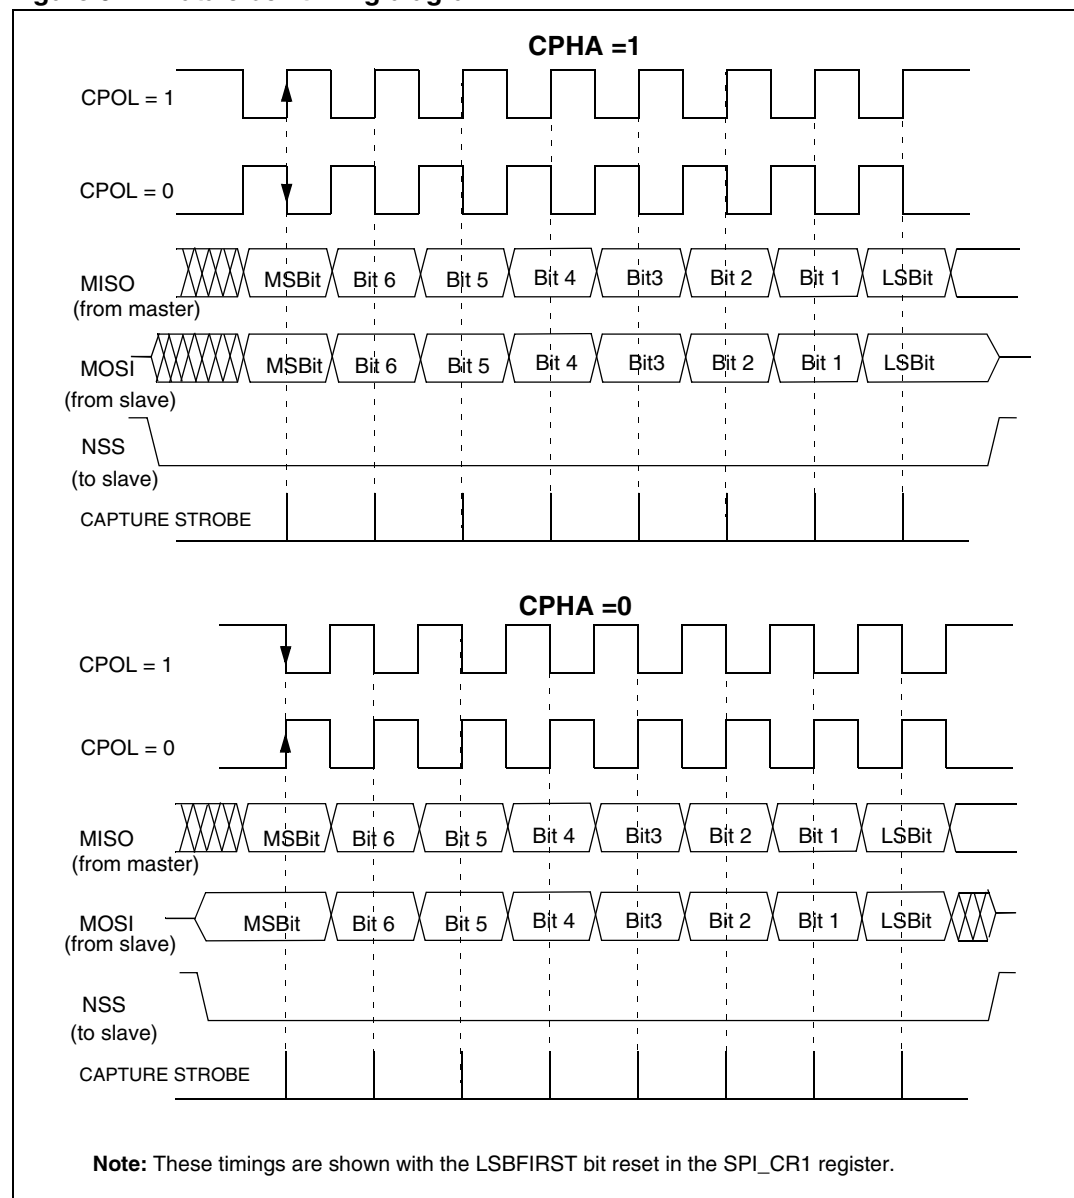 CPHA =1
CPOL = 1
CPOL = 0
MISO
(from master)
MSBit Bit 6 Bit 5 Bit 4 Bit3 Bit 2 Bit 1 LSBit
MOSI
(from slave)
MSBit Bit 6 Bit 5 Bit 4 Bit3 Bit 2 Bit 1 LSBit
NSS
(to slave)
CAPTURE STROBE
CPHA =0
CPOL = 1
CPOL = 0
MISO
(from master)
MSBit Bit 6 Bit 5 Bit 4 Bit3 Bit 2 Bit 1 LSBit
MOSI
(from slave)
MSBit Bit 6 Bit 5 Bit 4 Bit3 Bit 2 Bit 1 LSBit
NSS
(to slave)
CAPTURE STROBE
Note: These timings are shown with the LSBFIRST bit reset in the SPI_CR1 register.